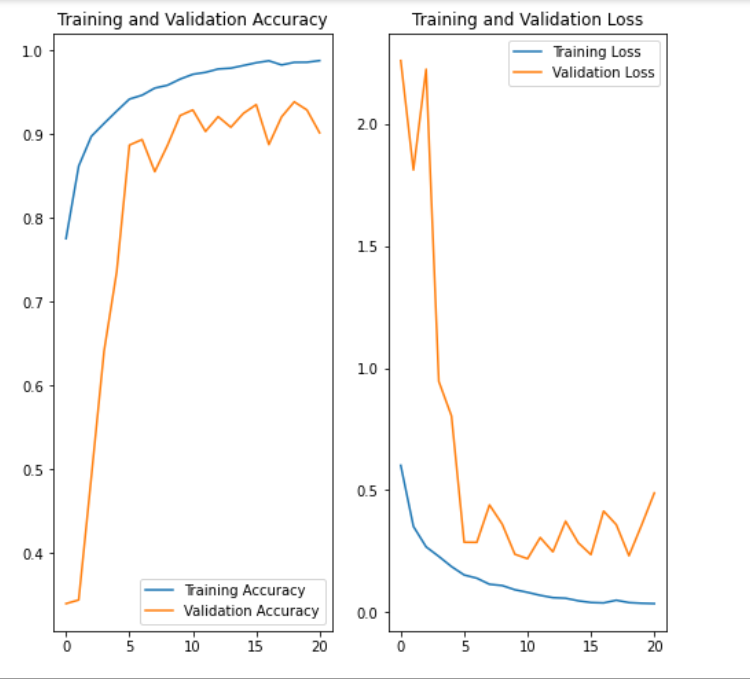 Training and Validation Accuracy
1.0
0.9
0.8
0.7
0.6
0.5
0.4
Training Accuracy
Validation Accuracy
0 5 10 15 20
Training and Validation Loss
Training Loss
Validation Loss
2.0
1.5
1.0
0.5
0.0
0 5 10 15 20